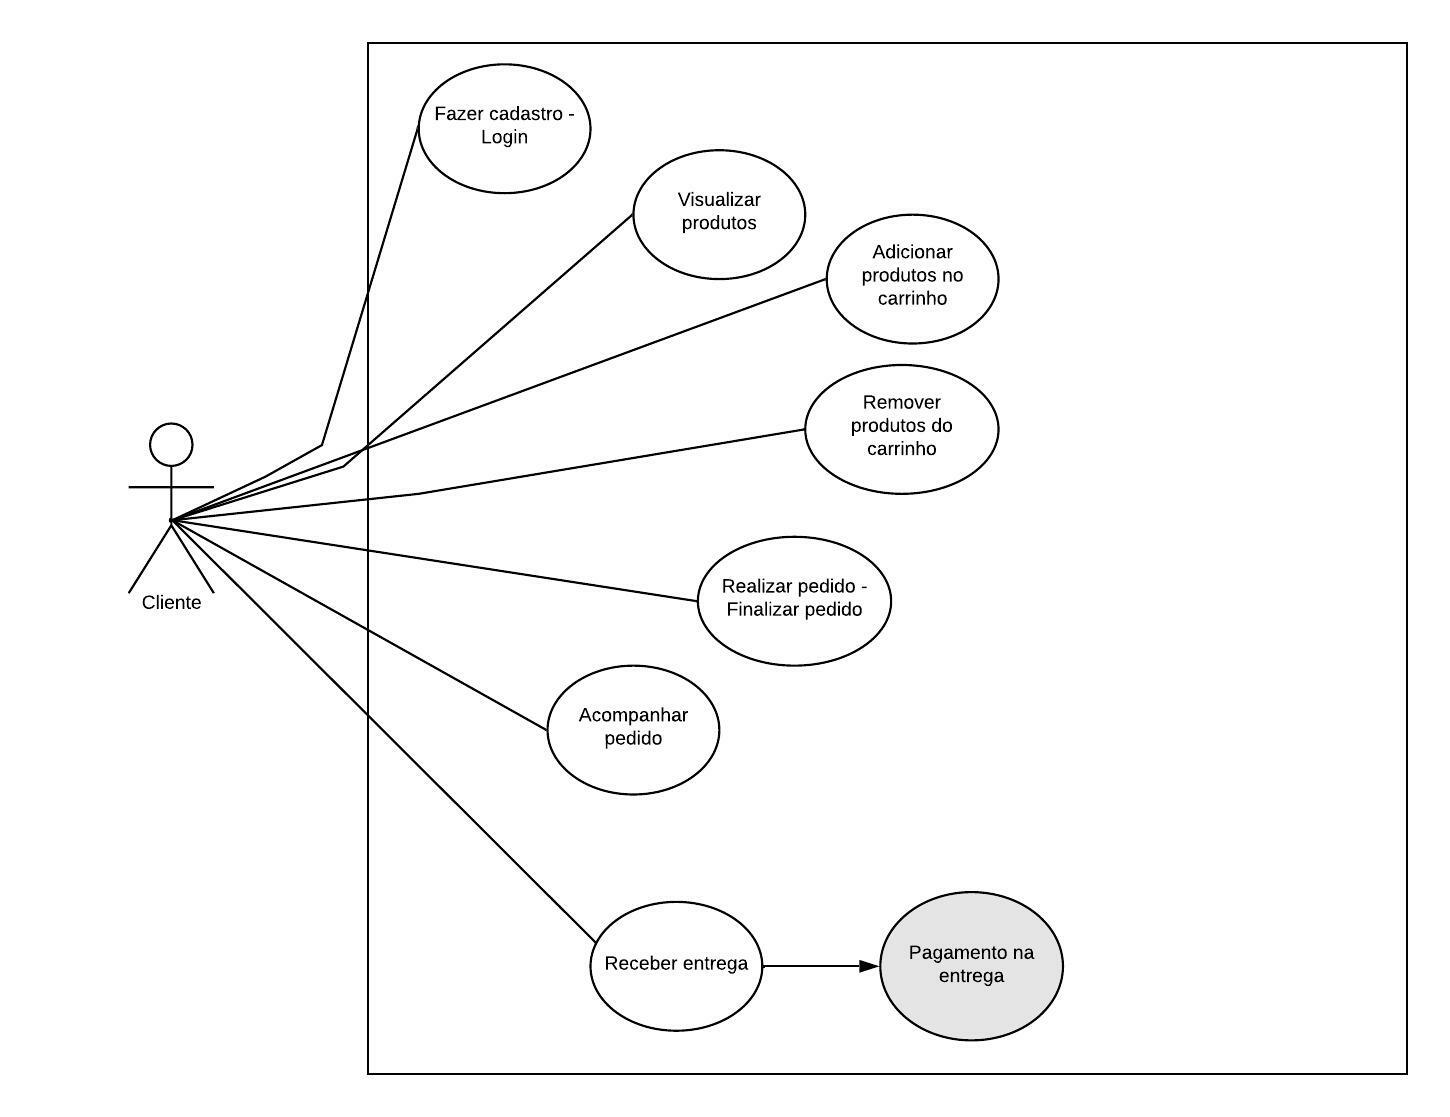 Fazer cadastro -
Login
Visualizar
produtos
Adicionar
produtos no
carrinho
Remover
produtos do
carrinho
Cliente
Realizar pedido -
Finalizar pedido
Acompanhar
pedido
Receber entrega
Pagamento na
entrega